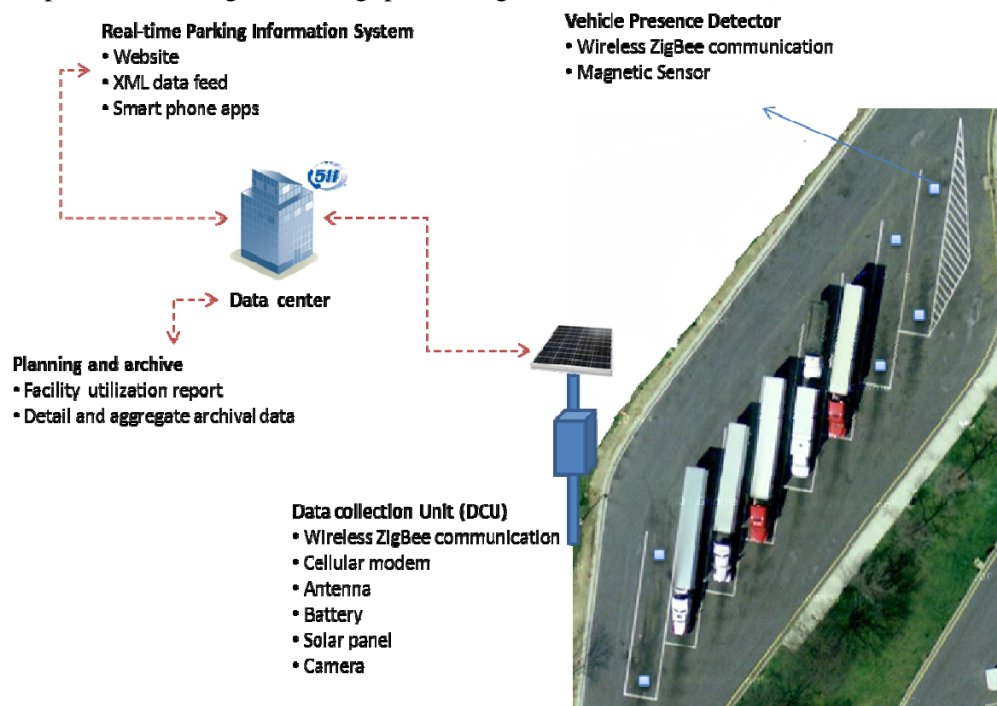 Real-time Parking Information System
• Website
• XML data feed
• Smart phone apps
Vehicle Presence Detector
• Wireless ZigBee communication
• Magnetic Sensor
511
Data center
Planning and archive
• Facility utilization report
• Detail and aggregate archival data
Data collection Unit (DCU)
• Wireless ZigBee communication
• Cellular modem
• Antenna
• Battery
• Solar panel
• Camera